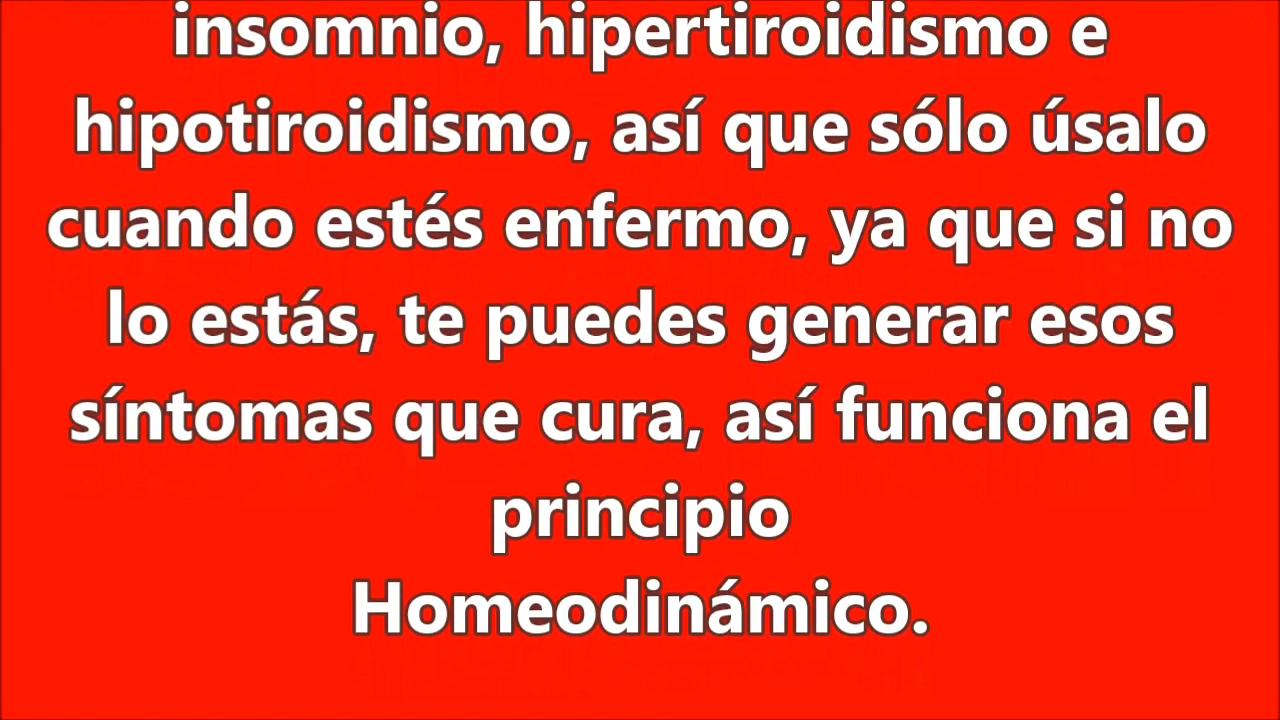 insomnio, hipertiroidismo e
hipotiroidismo, así que sólo úsalo
cuando estés enfermo, ya que si no
lo estás, te puedes generar esos
síntomas que cura, así funciona el
principio
Homeodinámico.